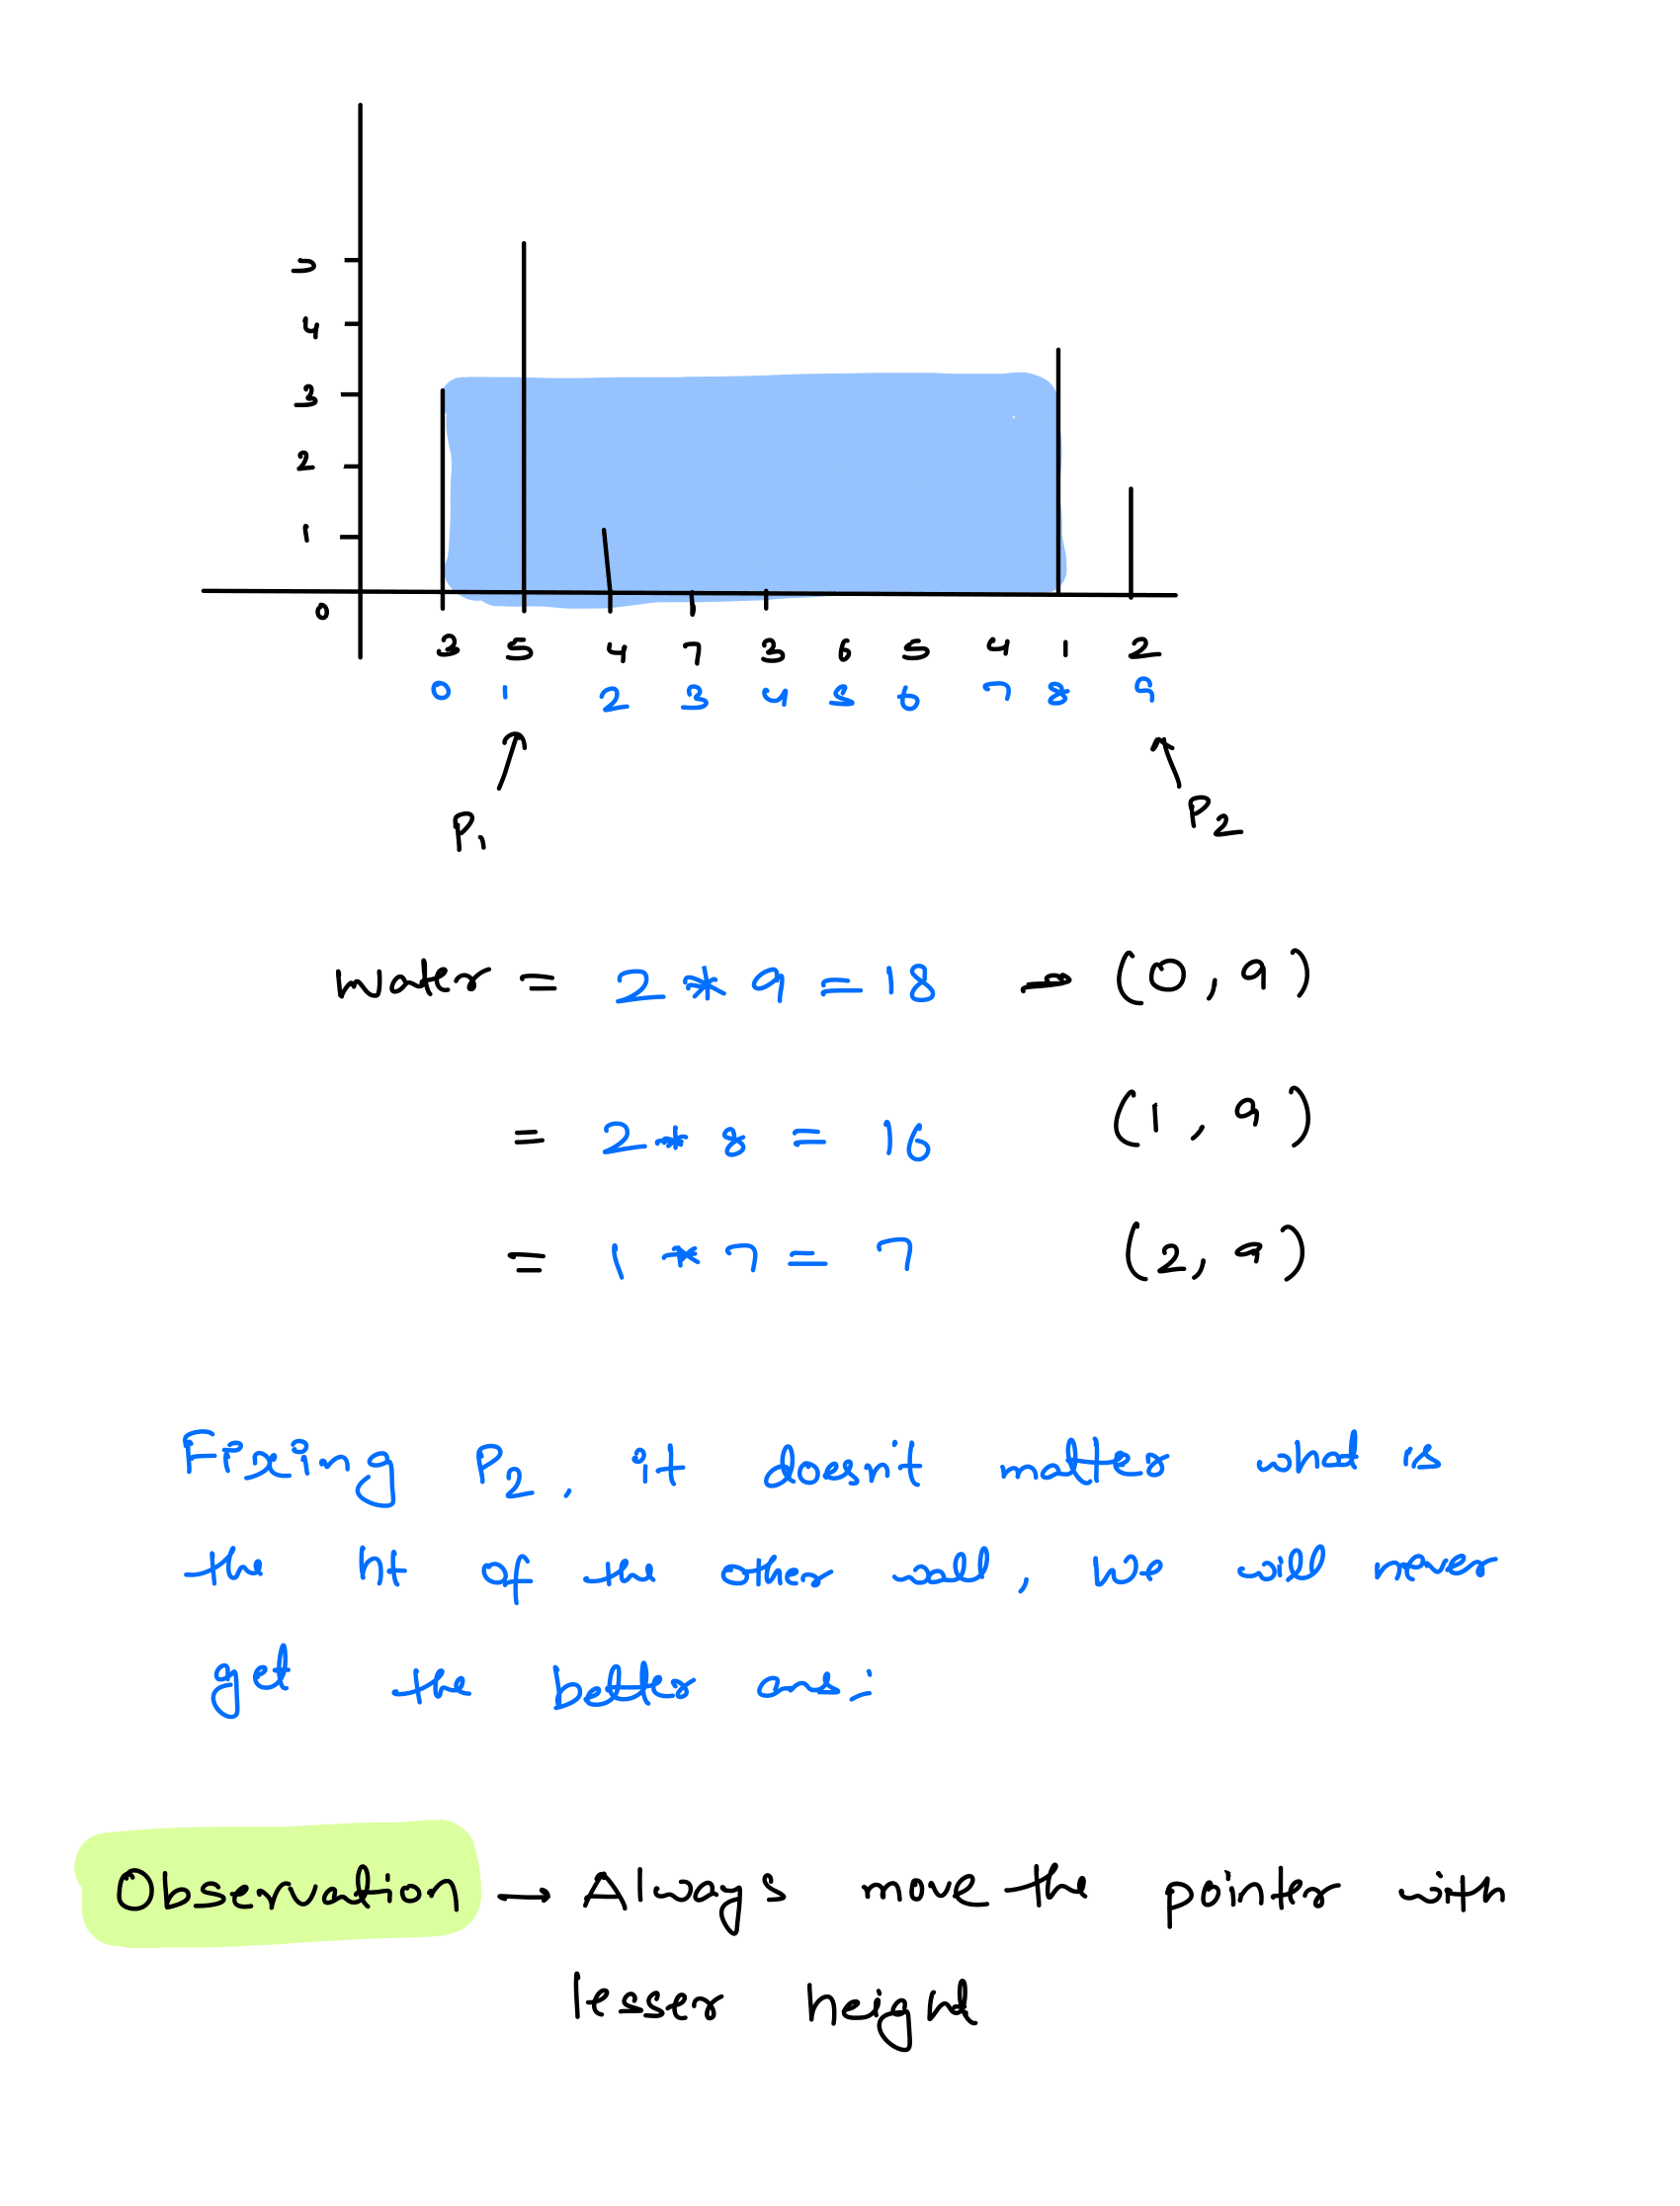 5
4
3
2
1
0
3 5 4 7 3 6 5 4 1 2
0 1 2 3 4 5 6 7 8 9
P1 P2
water = 2 * 9 = 18 → (0, 9)
= 2 * 8 = 16 (1, 9)
= 1 * 7 = 7 (2, 9)
Fixing P2, it doesn't matter what is
the ht of the other wall, we will never
get the better ans.
Observation → Always move the pointer with
lesser height